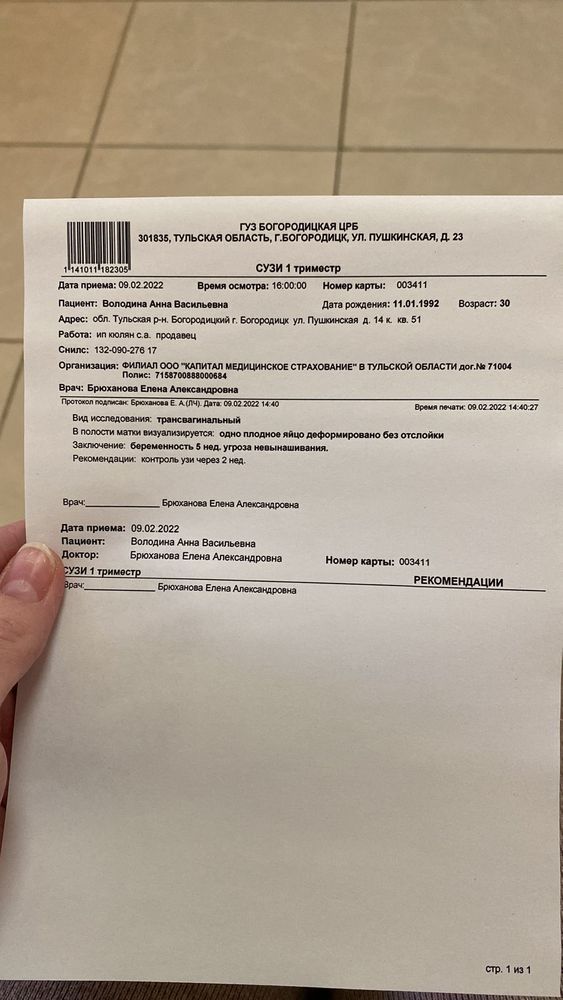 ГУЗ БОГОРОДИЦКАЯ ЦРБ
301835, ТУЛЬСКАЯ ОБЛАСТЬ, Г.БОГОРОДИЦК, УЛ. ПУШКИНСКАЯ, Д. 23
1 141011 182305
СУЗИ 1 триместр
Дата приема: 09.02.2022 Время осмотра: 16:00:00 Номер карты: 003411
Пациент: Володина Анна Васильевна Дата рождения: 11.01.1992 Возраст: 30
Адрес: обл. Тульская р-н. Богородицкий г. Богородицк ул. Пушкинская д. 14 к. кв. 51
Работа: ип кюлян с.а. продавец
Снилс: 132-090-276 17
Организация: ФИЛИАЛ ООО "КАПИТАЛ МЕДИЦИНСКОЕ СТРАХОВАНИЕ" В ТУЛЬСКОЙ ОБЛАСТИ дог.№ 71004
Полис: 7158700888000684
Врач: Брюханова Елена Александровна
Протокол подписан: Брюханова Е. А.(ЛЧ). Дата: 09.02.2022 14:40 Время печати: 09.02.2022 14:40:27
Вид исследования: трансвагинальный
В полости матки визуализируется: одно плодное яйцо деформировано без отслойки
Заключение: беременность 5 нед. угроза невынашивания.
Рекомендации: контроль узи через 2 нед.
Врач:____________ Брюханова Елена Александровна
Дата приема: 09.02.2022
Пациент: Володина Анна Васильевна
Доктор: Брюханова Елена Александровна Номер карты: 003411
СУЗИ 1 триместр РЕКОМЕНДАЦИИ
Врач:____________ Брюханова Елена Александровна
стр. 1 из 1